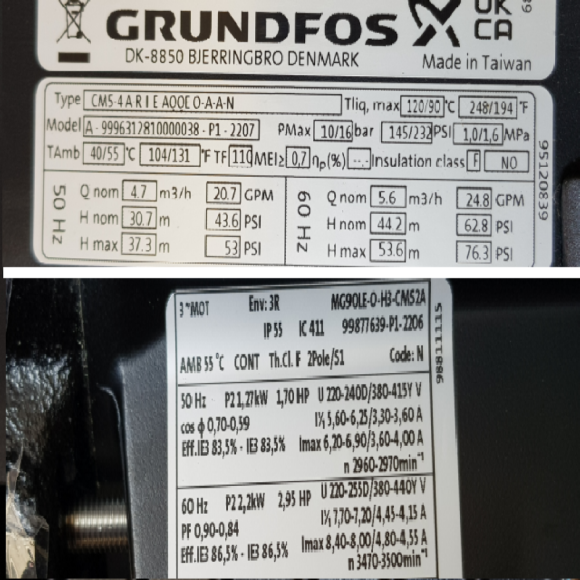 GRUNDFOS
UK
CA
DK-8850 BJERRINGBRO DENMARK
Made in Taiwan
Type CM5-4 A R I E AQQE O-A-A-N Tliq, max 120/90 °C 248/194 °F
Model A - 9996312810000038 - P1 - 2207 PMax 10/16 bar 145/232 PSI 1,0/1,6 MPa
TAmb 40/55 °C 104/131 °F TF 110 MEI≥ 0,7 ηp(%) --.- Insulation class F NO
95120839
50 Hz
Q nom 4.7 m3/h 20.7 GPM
H nom 30.7 m 43.6 PSI
H max 37.3 m 53 PSI
60 Hz
Q nom 5.6 m3/h 24.8 GPM
H nom 44.2 m 62.8 PSI
H max 53.6 m 76.3 PSI
3~MOT Env: 3R MG90LE-O-H3-CM52A
IP 55 IC 411 99877639-P1-2206
AMB 55 °C CONT Th.Cl. F 2Pole/S1 Code: N
98811115
50 Hz P2 1,27kW 1,70 HP U 220-240D/380-415Y V
cos ϕ 0,70-0,59 I⅟₁ 5,60-6,25/3,30-3,60 A
Eff.IB 83,5% - IB 83,5% Imax 6,20-6,90/3,60-4,00 A
n 2960-2970min⁻¹
60 Hz P2 2,2kW 2,95 HP U 220-255D/380-440Y V
PF 0,90-0,84 I⅟₁ 7,70-7,20/4,45-4,15 A
Eff.IB 86,5% - IB 86,5% Imax 8,40-8,00/4,80-4,55 A
n 3470-3500min⁻¹